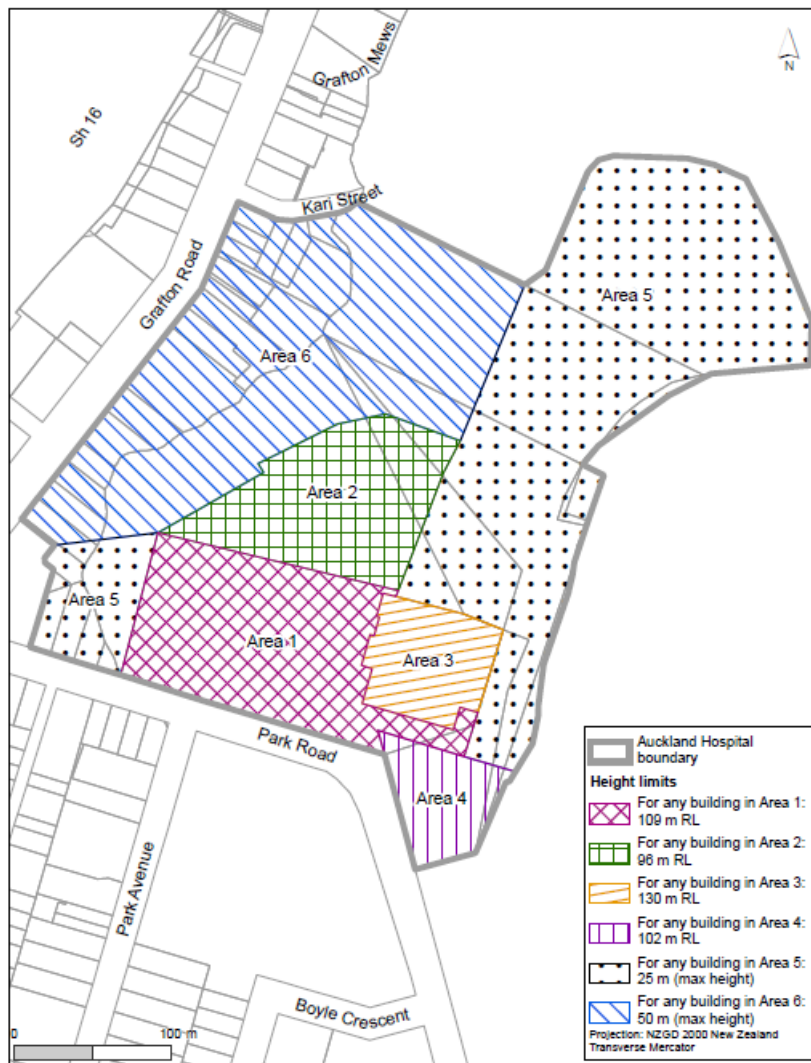 Grafton Mews
N
Sh 16
Kari Street
Grafton Road
Area 5
Area 6
Area 2
Area 5
Area 1
Area 3
Park Road
Area 4
Park Avenue
Boyle Crescent
0 100 m
Auckland Hospital
boundary
Height limits
For any building in Area 1:
109 m RL
For any building in Area 2:
96 m RL
For any building in Area 3:
130 m RL
For any building in Area 4:
102 m RL
For any building in Area 5:
25 m (max height)
For any building in Area 6:
50 m (max height)
Projection: NZGD 2000 New Zealand
Transverse Mercator